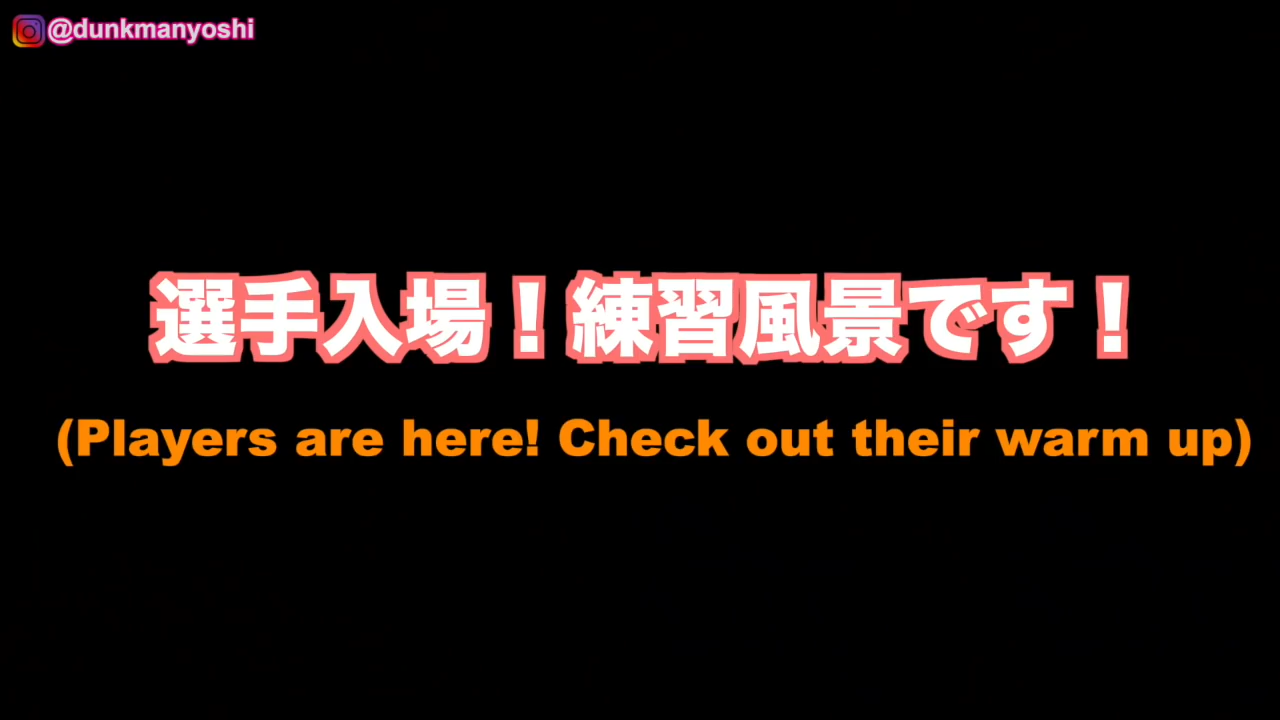 @dunkmanyoshi
選手入場！練習風景です！
(Players are here! Check out their warm up)